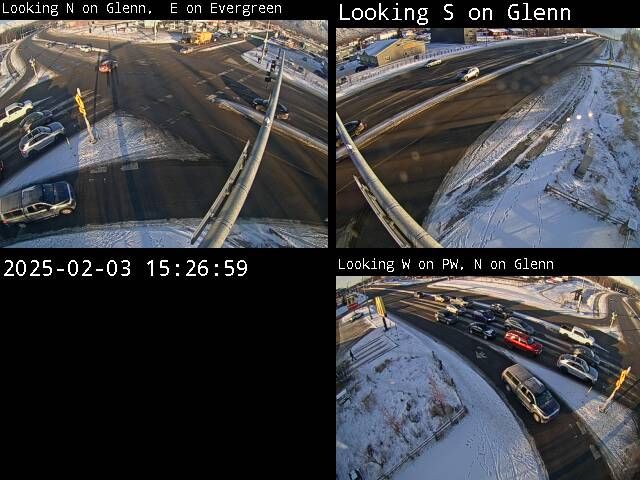 Looking N on Glenn,  E on Evergreen
Looking S on Glenn
2025-02-03 15:26:59
Looking W on PW, N on Glenn